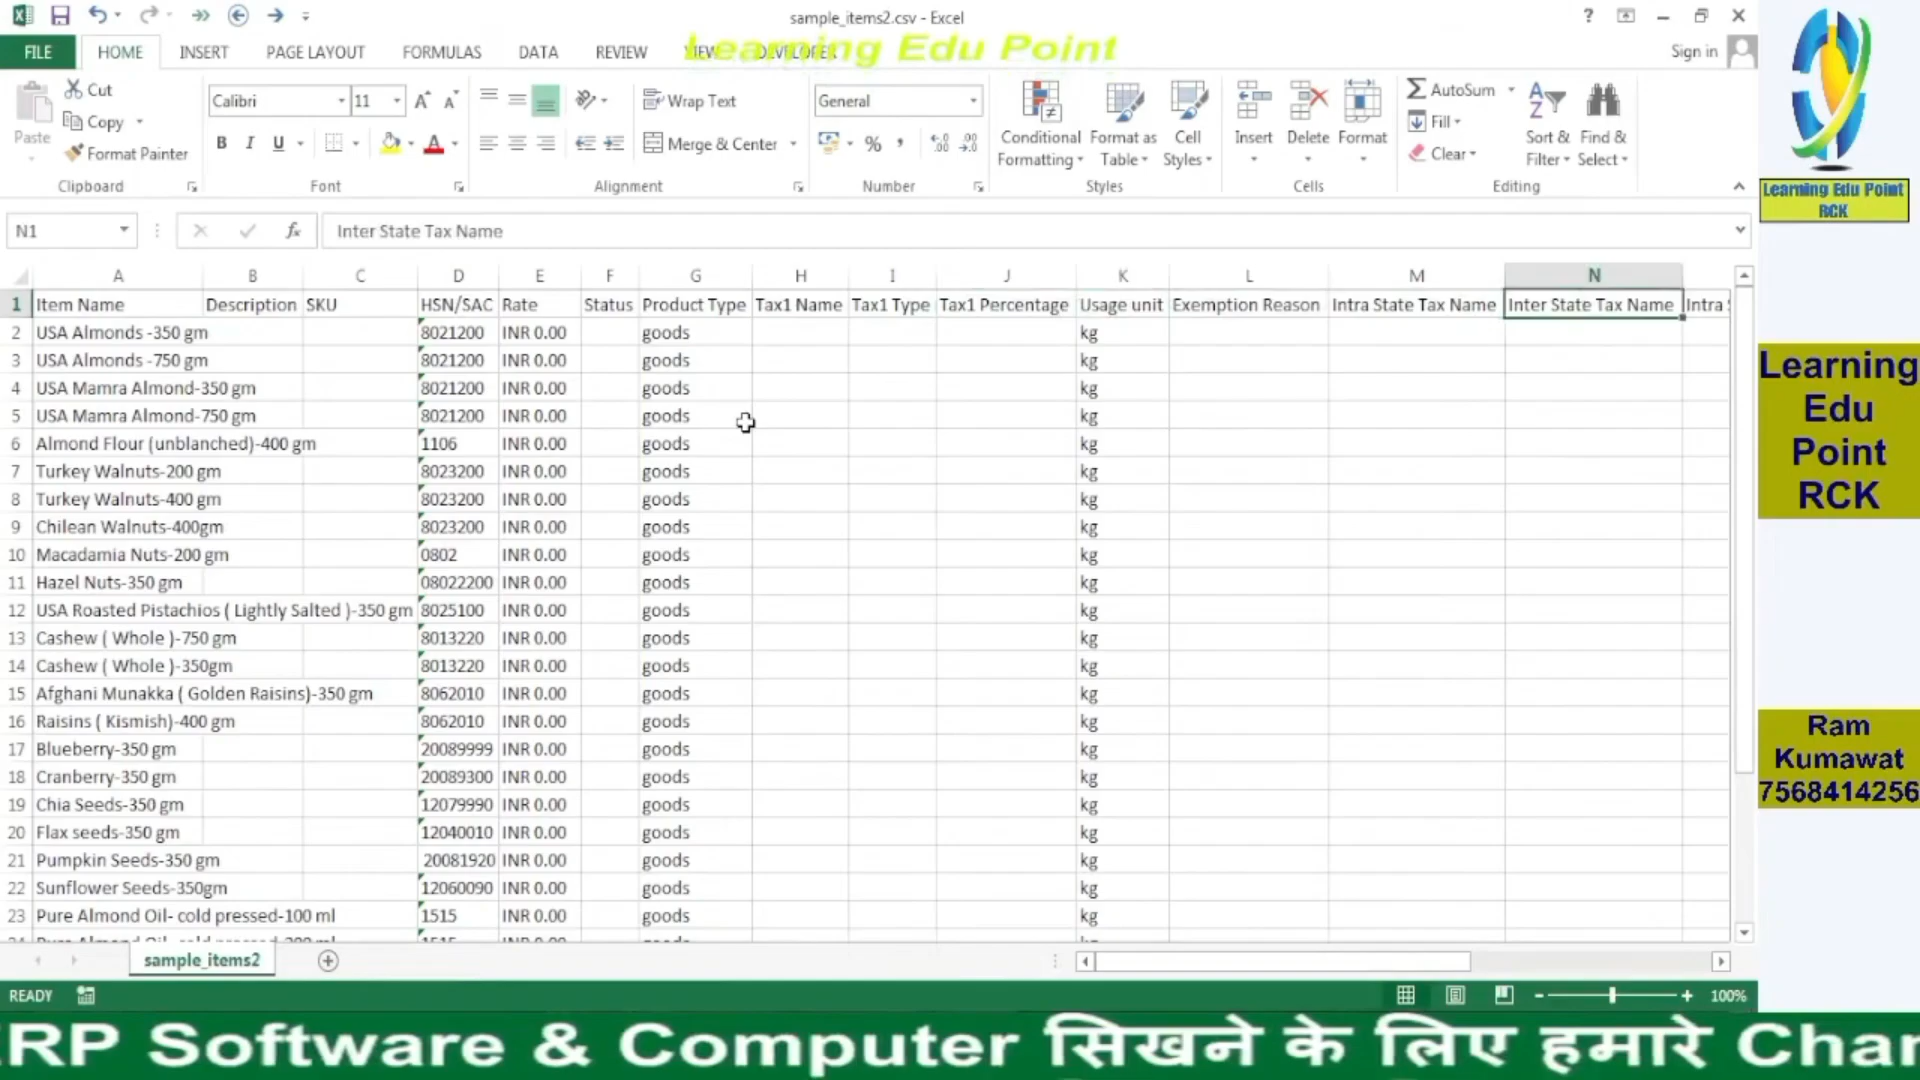 sample_items2.csv - Excel
Sign in
FILE HOME INSERT PAGE LAYOUT FORMULAS DATA REVIEW VIEW DEVELOPER
Learning Edu Point
Cut
Copy
Format Painter
Paste
Clipboard
Calibri 11
B I U
Font
Wrap Text
Merge & Center
Alignment
General
%
Number
Conditional Formatting
Format as Table
Cell Styles
Styles
Insert Delete Format
Cells
AutoSum
Fill
Clear
Sort & Filter
Find & Select
Editing
Learning Edu Point
RCK
N1 fx Inter State Tax Name
A B C D E F G H I J K L M N
1 Item Name Description SKU HSN/SAC Rate Status Product Type Tax1 Name Tax1 Type Tax1 Percentage Usage unit Exemption Reason Intra State Tax Name Inter State Tax Name Intra
2 USA Almonds -350 gm 8021200 INR 0.00 goods kg
3 USA Almonds -750 gm 8021200 INR 0.00 goods kg
4 USA Mamra Almond-350 gm 8021200 INR 0.00 goods kg
5 USA Mamra Almond-750 gm 8021200 INR 0.00 goods kg
6 Almond Flour (unblanched)-400 gm 1106 INR 0.00 goods kg
7 Turkey Walnuts-200 gm 8023200 INR 0.00 goods kg
8 Turkey Walnuts-400 gm 8023200 INR 0.00 goods kg
9 Chilean Walnuts-400gm 8023200 INR 0.00 goods kg
10 Macadamia Nuts-200 gm 0802 INR 0.00 goods kg
11 Hazel Nuts-350 gm 08022200 INR 0.00 goods kg
12 USA Roasted Pistachios ( Lightly Salted )-350 gm 8025100 INR 0.00 goods kg
13 Cashew ( Whole )-750 gm 8013220 INR 0.00 goods kg
14 Cashew ( Whole )-350gm 8013220 INR 0.00 goods kg
15 Afghani Munakka ( Golden Raisins)-350 gm 8062010 INR 0.00 goods kg
16 Raisins ( Kismish)-400 gm 8062010 INR 0.00 goods kg
17 Blueberry-350 gm 20089999 INR 0.00 goods kg
18 Cranberry-350 gm 20089300 INR 0.00 goods kg
19 Chia Seeds-350 gm 12079990 INR 0.00 goods kg
20 Flax seeds-350 gm 12040010 INR 0.00 goods kg
21 Pumpkin Seeds-350 gm 20081920 INR 0.00 goods kg
22 Sunflower Seeds-350gm 12060090 INR 0.00 goods kg
23 Pure Almond Oil- cold pressed-100 ml 1515 INR 0.00 goods kg
Learning
Edu
Point
RCK
Ram
Kumawat
7568414256
sample_items2
READY
100%
ERP Software & Computer सिखने के लिए हमारे Chan